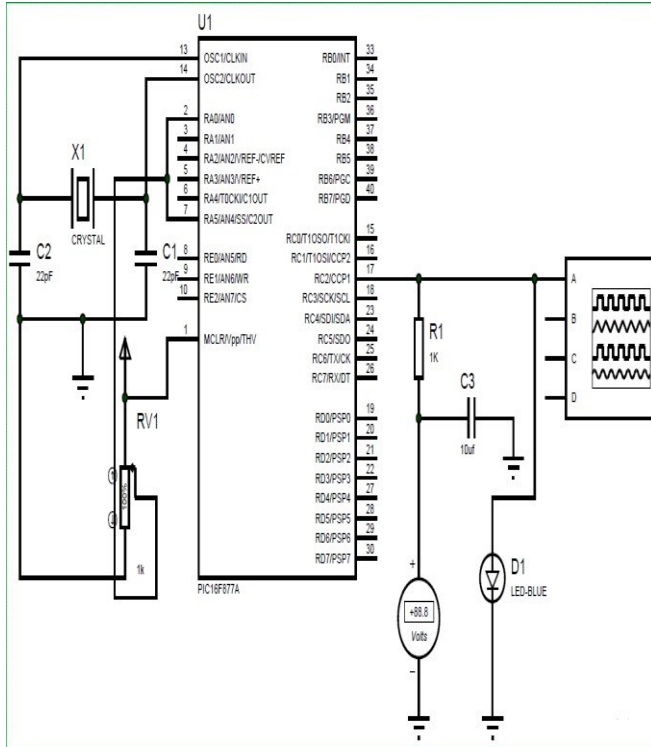 U1
13 OSC1/CLKIN
14 OSC2/CLKOUT
2 RA0/AN0
3 RA1/AN1
4 RA2/AN2/VREF-/CVREF
5 RA3/AN3/VREF+
6 RA4/T0CKI/C1OUT
7 RA5/AN4/SS/C2OUT
8 RE0/AN5/RD
9 RE1/AN6/WR
10 RE2/AN7/CS
1 MCLR/Vpp/THV
RB0/INT 33
RB1 34
RB2 35
RB3/PGM 36
RB4 37
RB5 38
RB6/PGC 39
RB7/PGD 40
RC0/T1OSO/T1CKI 15
RC1/T1OSI/CCP2 16
RC2/CCP1 17
RC3/SCK/SCL 18
RC4/SDI/SDA 23
RC5/SDO 24
RC6/TX/CK 25
RC7/RX/DT 26
RD0/PSP0 19
RD1/PSP1 20
RD2/PSP2 21
RD3/PSP3 22
RD4/PSP4 27
RD5/PSP5 28
RD6/PSP6 29
RD7/PSP7 30
PIC16F877A
X1
CRYSTAL
C2
22pF
C1
22pF
RV1
100%
1k
R1
1K
C3
10uf
+
+88.8
Volts
−
D1
LED-BLUE
A
B
C
D